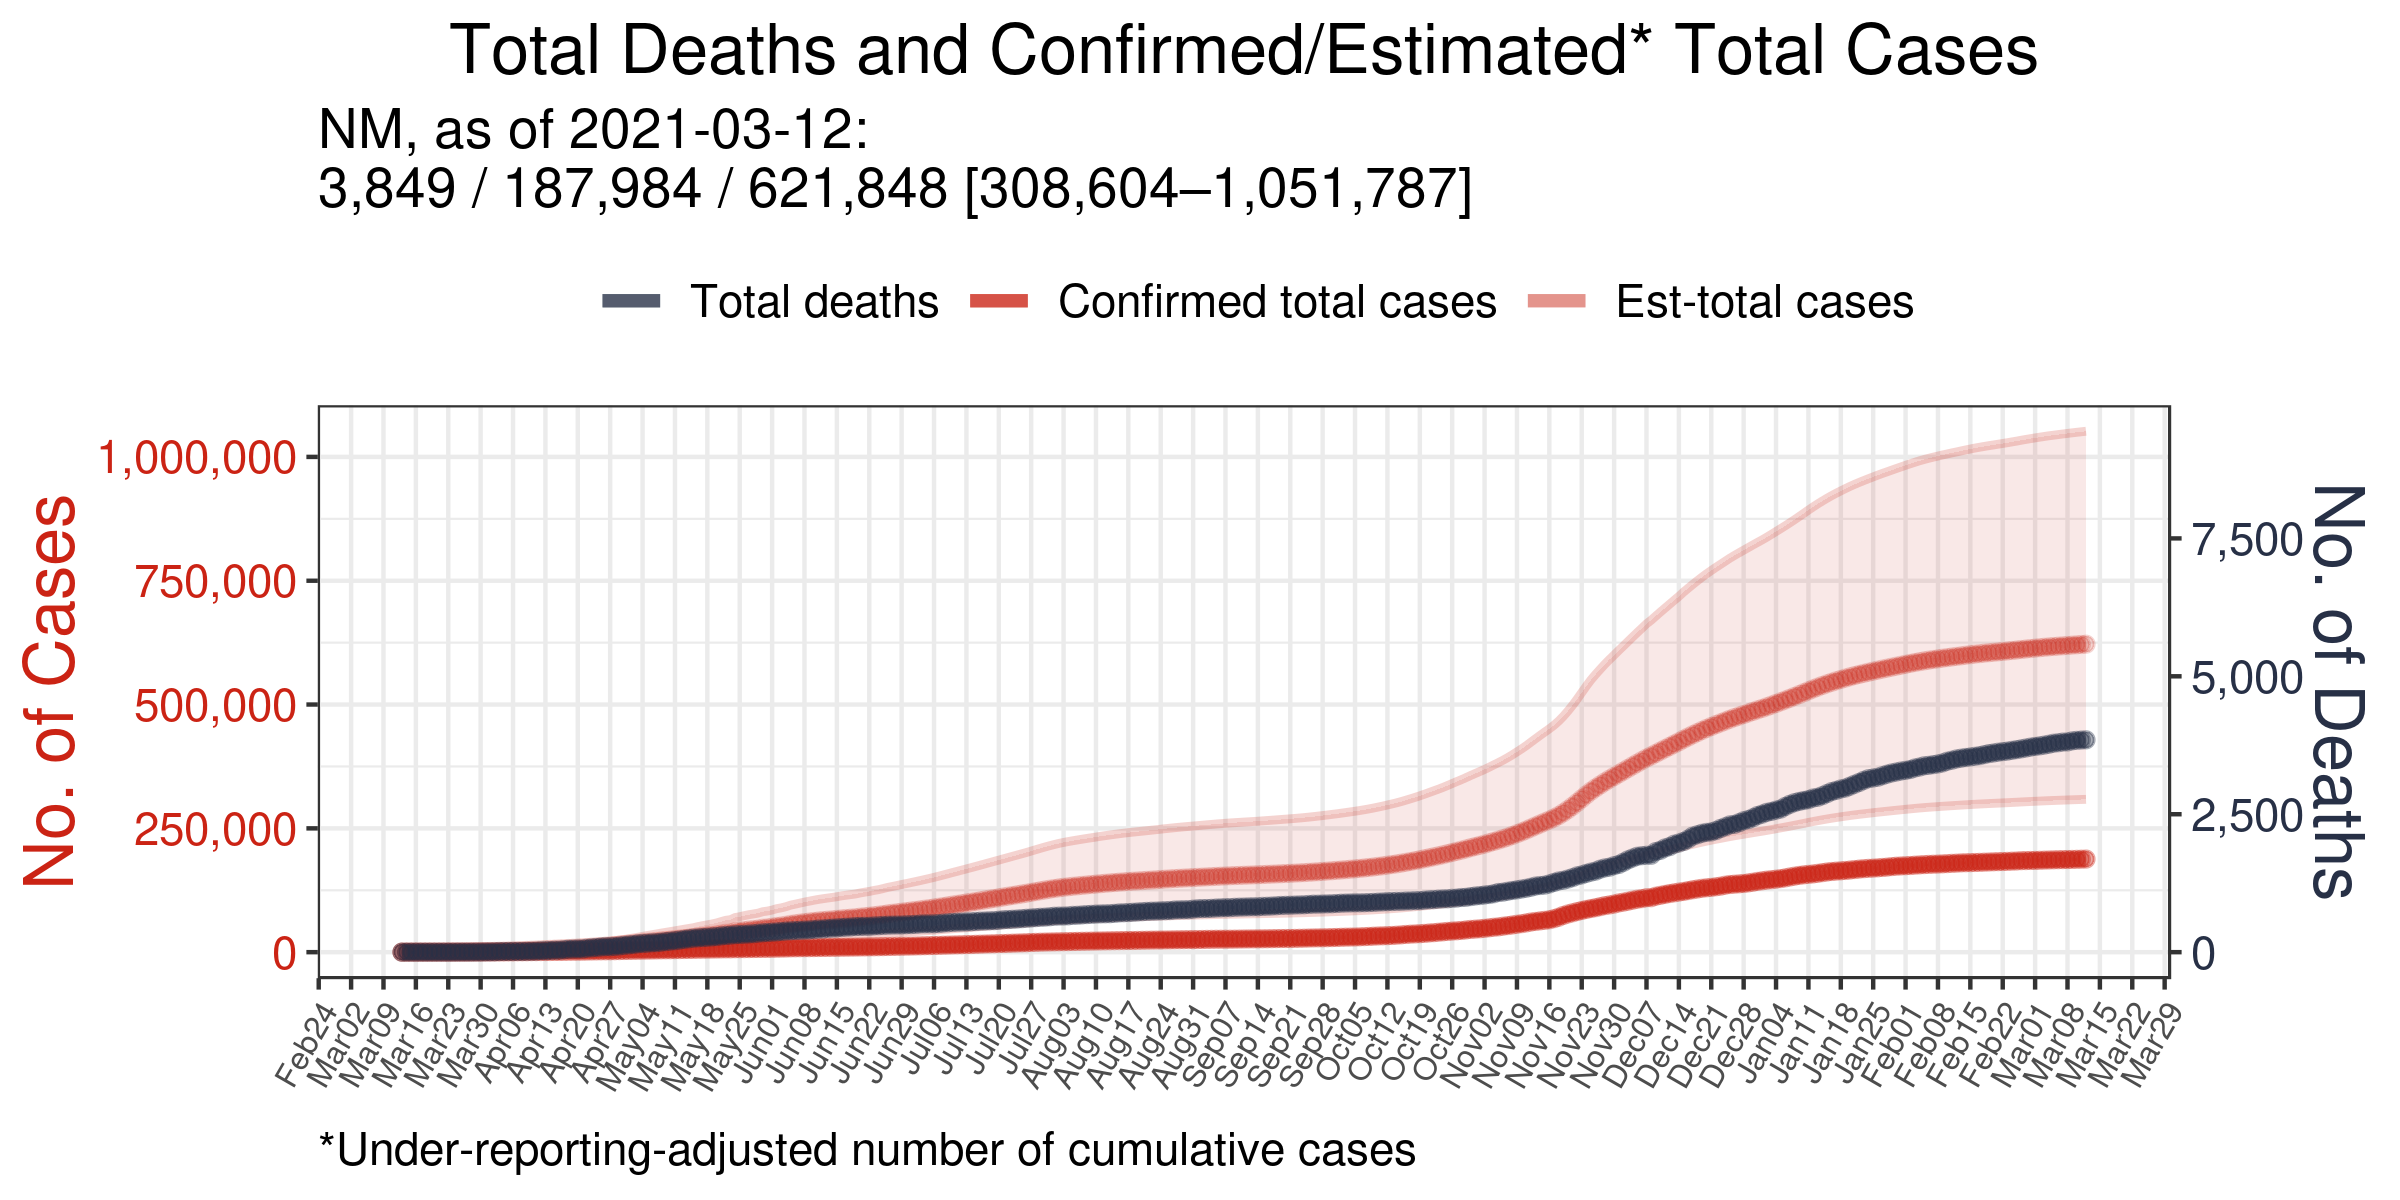 Total Deaths and Confirmed/Estimated* Total Cases
NM, as of 2021-03-12:
3,849 / 187,984 / 621,848 [308,604–1,051,787]
Total deaths
Confirmed total cases
Est-total cases
No. of Cases
1,000,000
750,000
500,000
250,000
0
7,500
5,000
2,500
0
No. of Deaths
Feb24
Mar02
Mar09
Mar16
Mar23
Mar30
Apr06
Apr13
Apr20
Apr27
May04
May11
May18
May25
Jun01
Jun08
Jun15
Jun22
Jun29
Jul06
Jul13
Jul20
Jul27
Aug03
Aug10
Aug17
Aug24
Aug31
Sep07
Sep14
Sep21
Sep28
Oct05
Oct12
Oct19
Oct26
Nov02
Nov09
Nov16
Nov23
Nov30
Dec07
Dec14
Dec21
Dec28
Jan04
Jan11
Jan18
Jan25
Feb01
Feb08
Feb15
Feb22
Mar01
Mar08
Mar15
Mar22
Mar29
*Under-reporting-adjusted number of cumulative cases